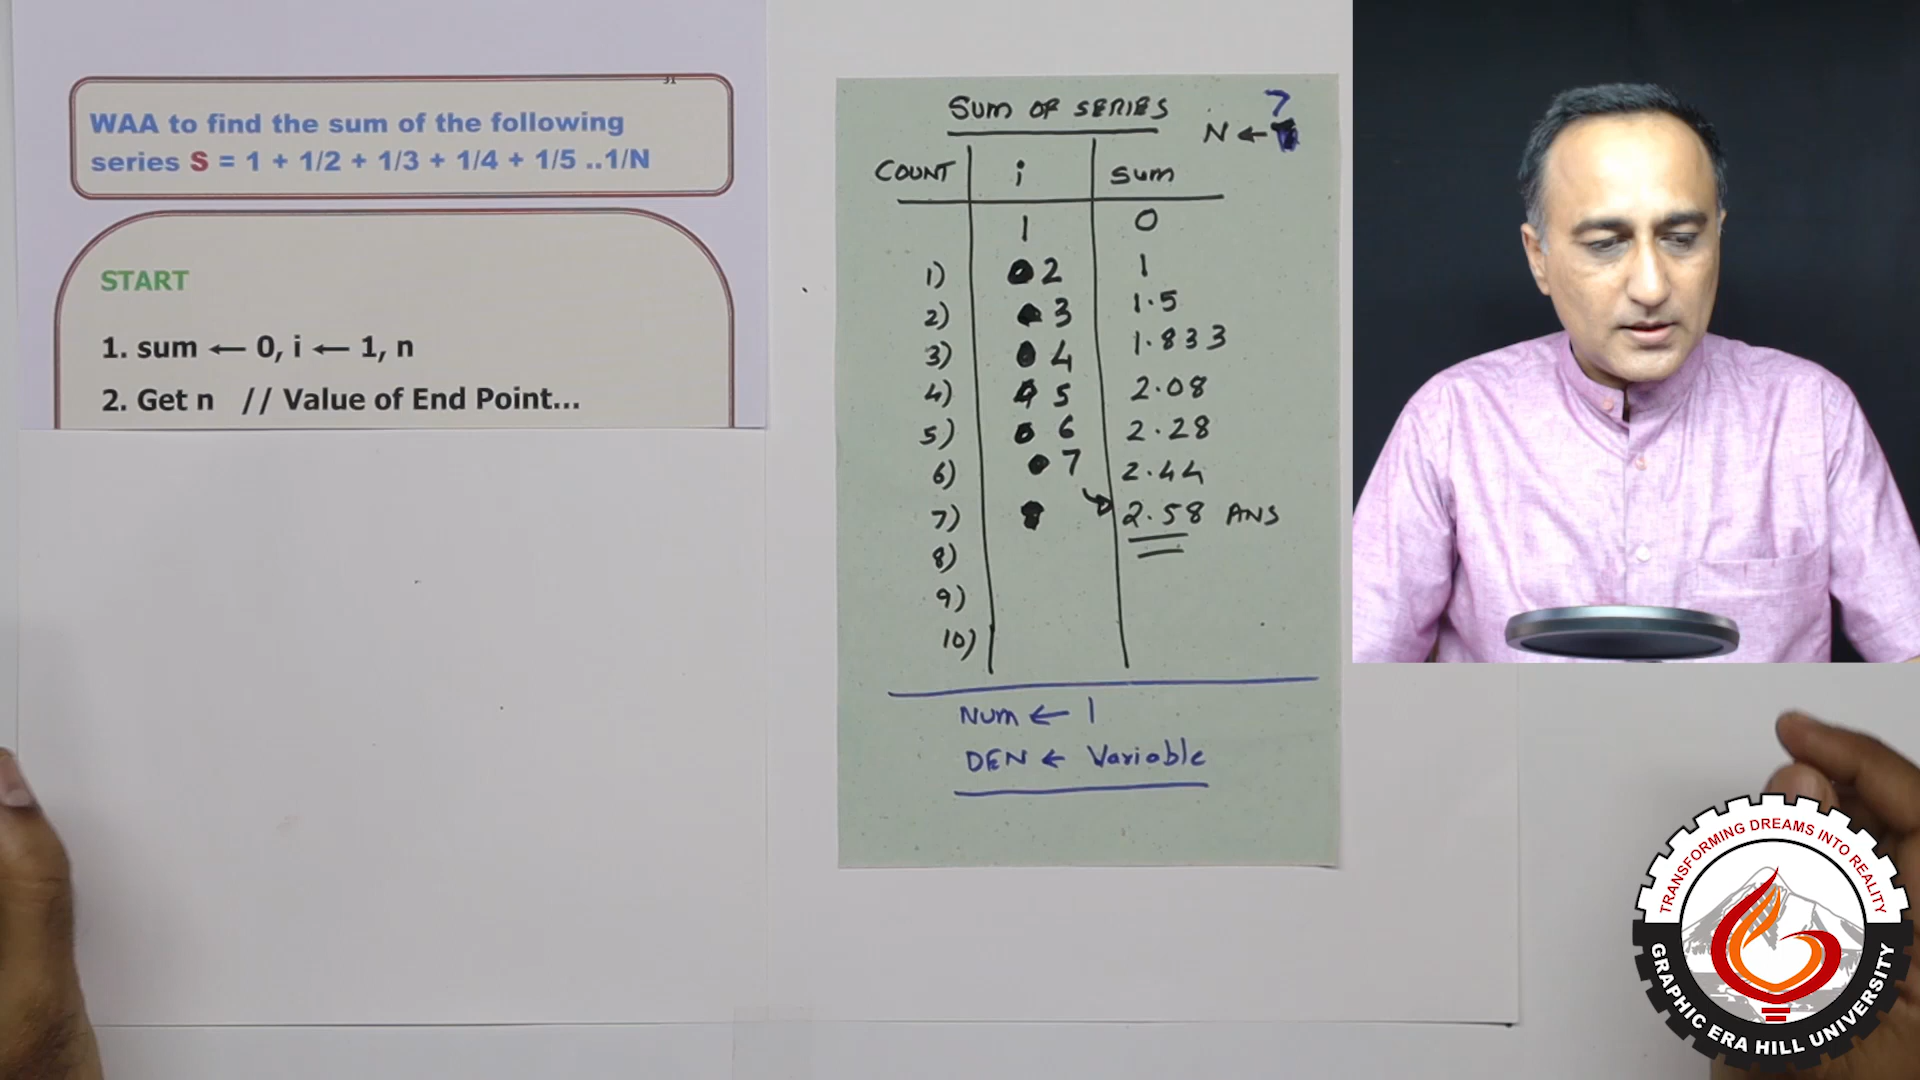 WAA to find the sum of the following
series S = 1 + 1/2 + 1/3 + 1/4 + 1/5 ..1/N
START
1. sum ← 0, i ← 1, n
2. Get n // Value of End Point...
SUM OF SERIES
7
N ←
COUNT i SUM
1 0
1) 2 1
2) 3 1.5
3) 4 1.833
4) 5 2.08
5) 6 2.28
6) 7 2.44
7) 2.58 ANS
8)
9)
10)
NUM ← 1
DEN ← Variable
TRANSFORMING DREAMS INTO REALITY
GRAPHIC ERA HILL UNIVERSITY